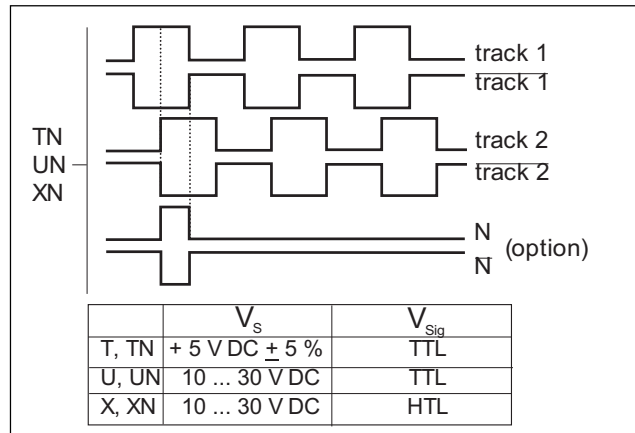 track 1
track 1
TN
UN
XN
track 2
track 2
N
N
(option)
V_S V_Sig
T, TN + 5 V DC ± 5 % TTL
U, UN 10 ... 30 V DC TTL
X, XN 10 ... 30 V DC HTL